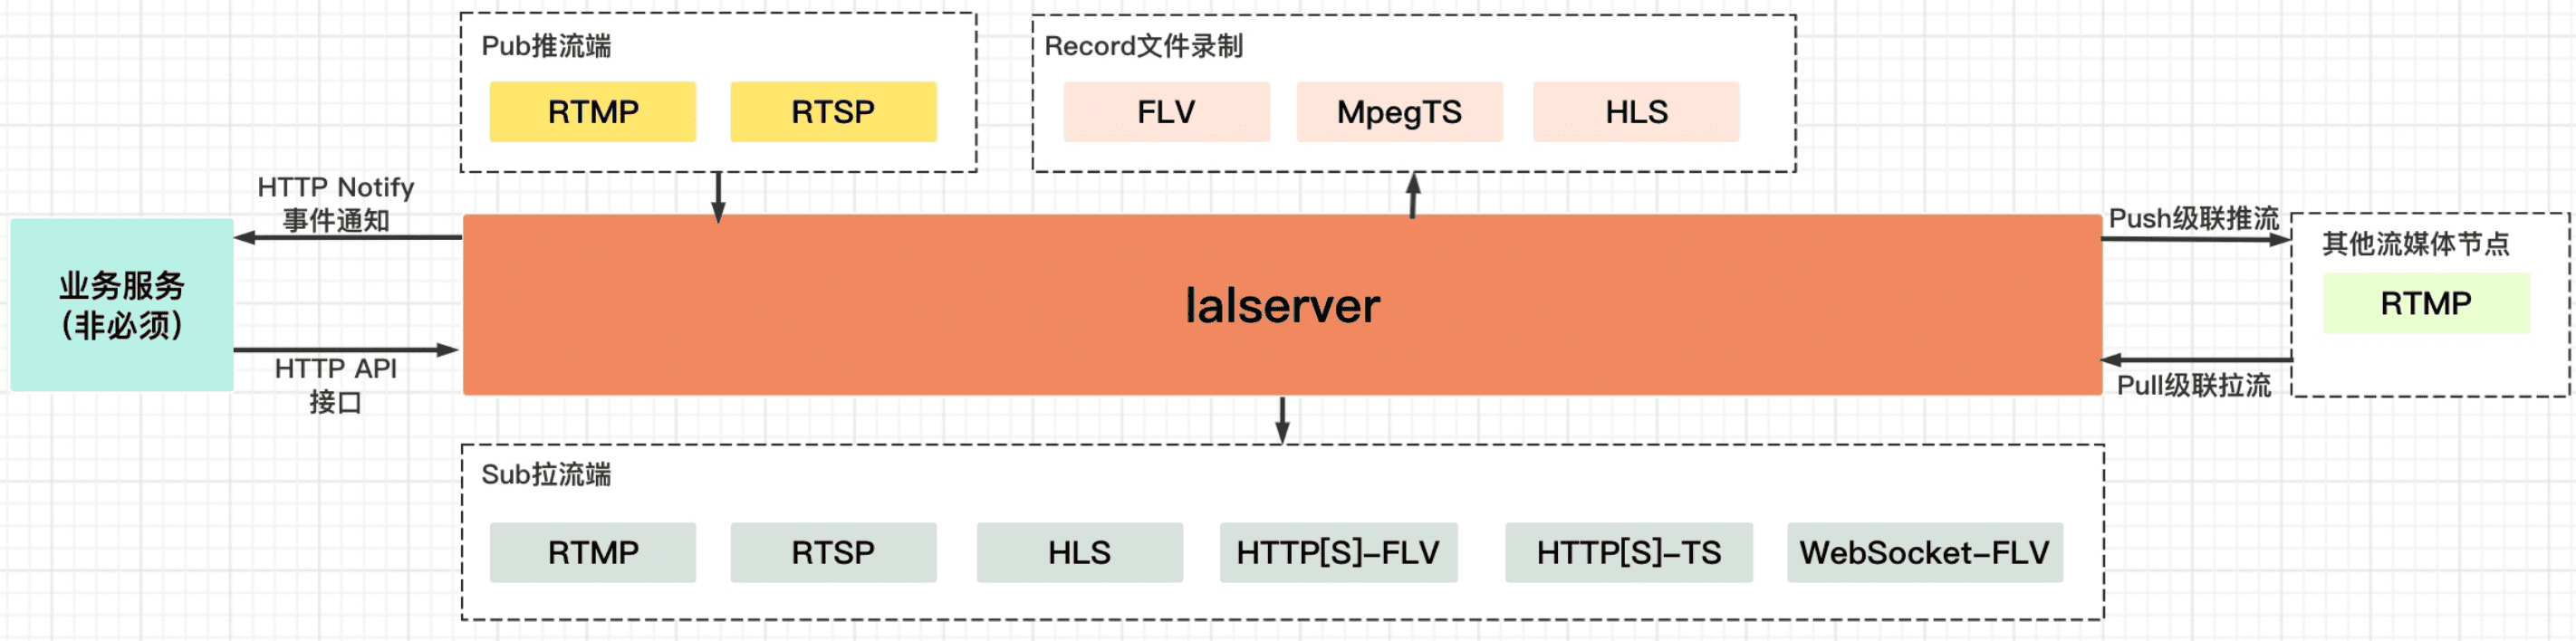 Pub推流端
RTMP
RTSP
Record文件录制
FLV
MpegTS
HLS
HTTP Notify
事件通知
业务服务
（非必须）
HTTP API
接口
lalserver
Push级联推流
其他流媒体节点
RTMP
Pull级联拉流
Sub拉流端
RTMP
RTSP
HLS
HTTP[S]-FLV
HTTP[S]-TS
WebSocket-FLV